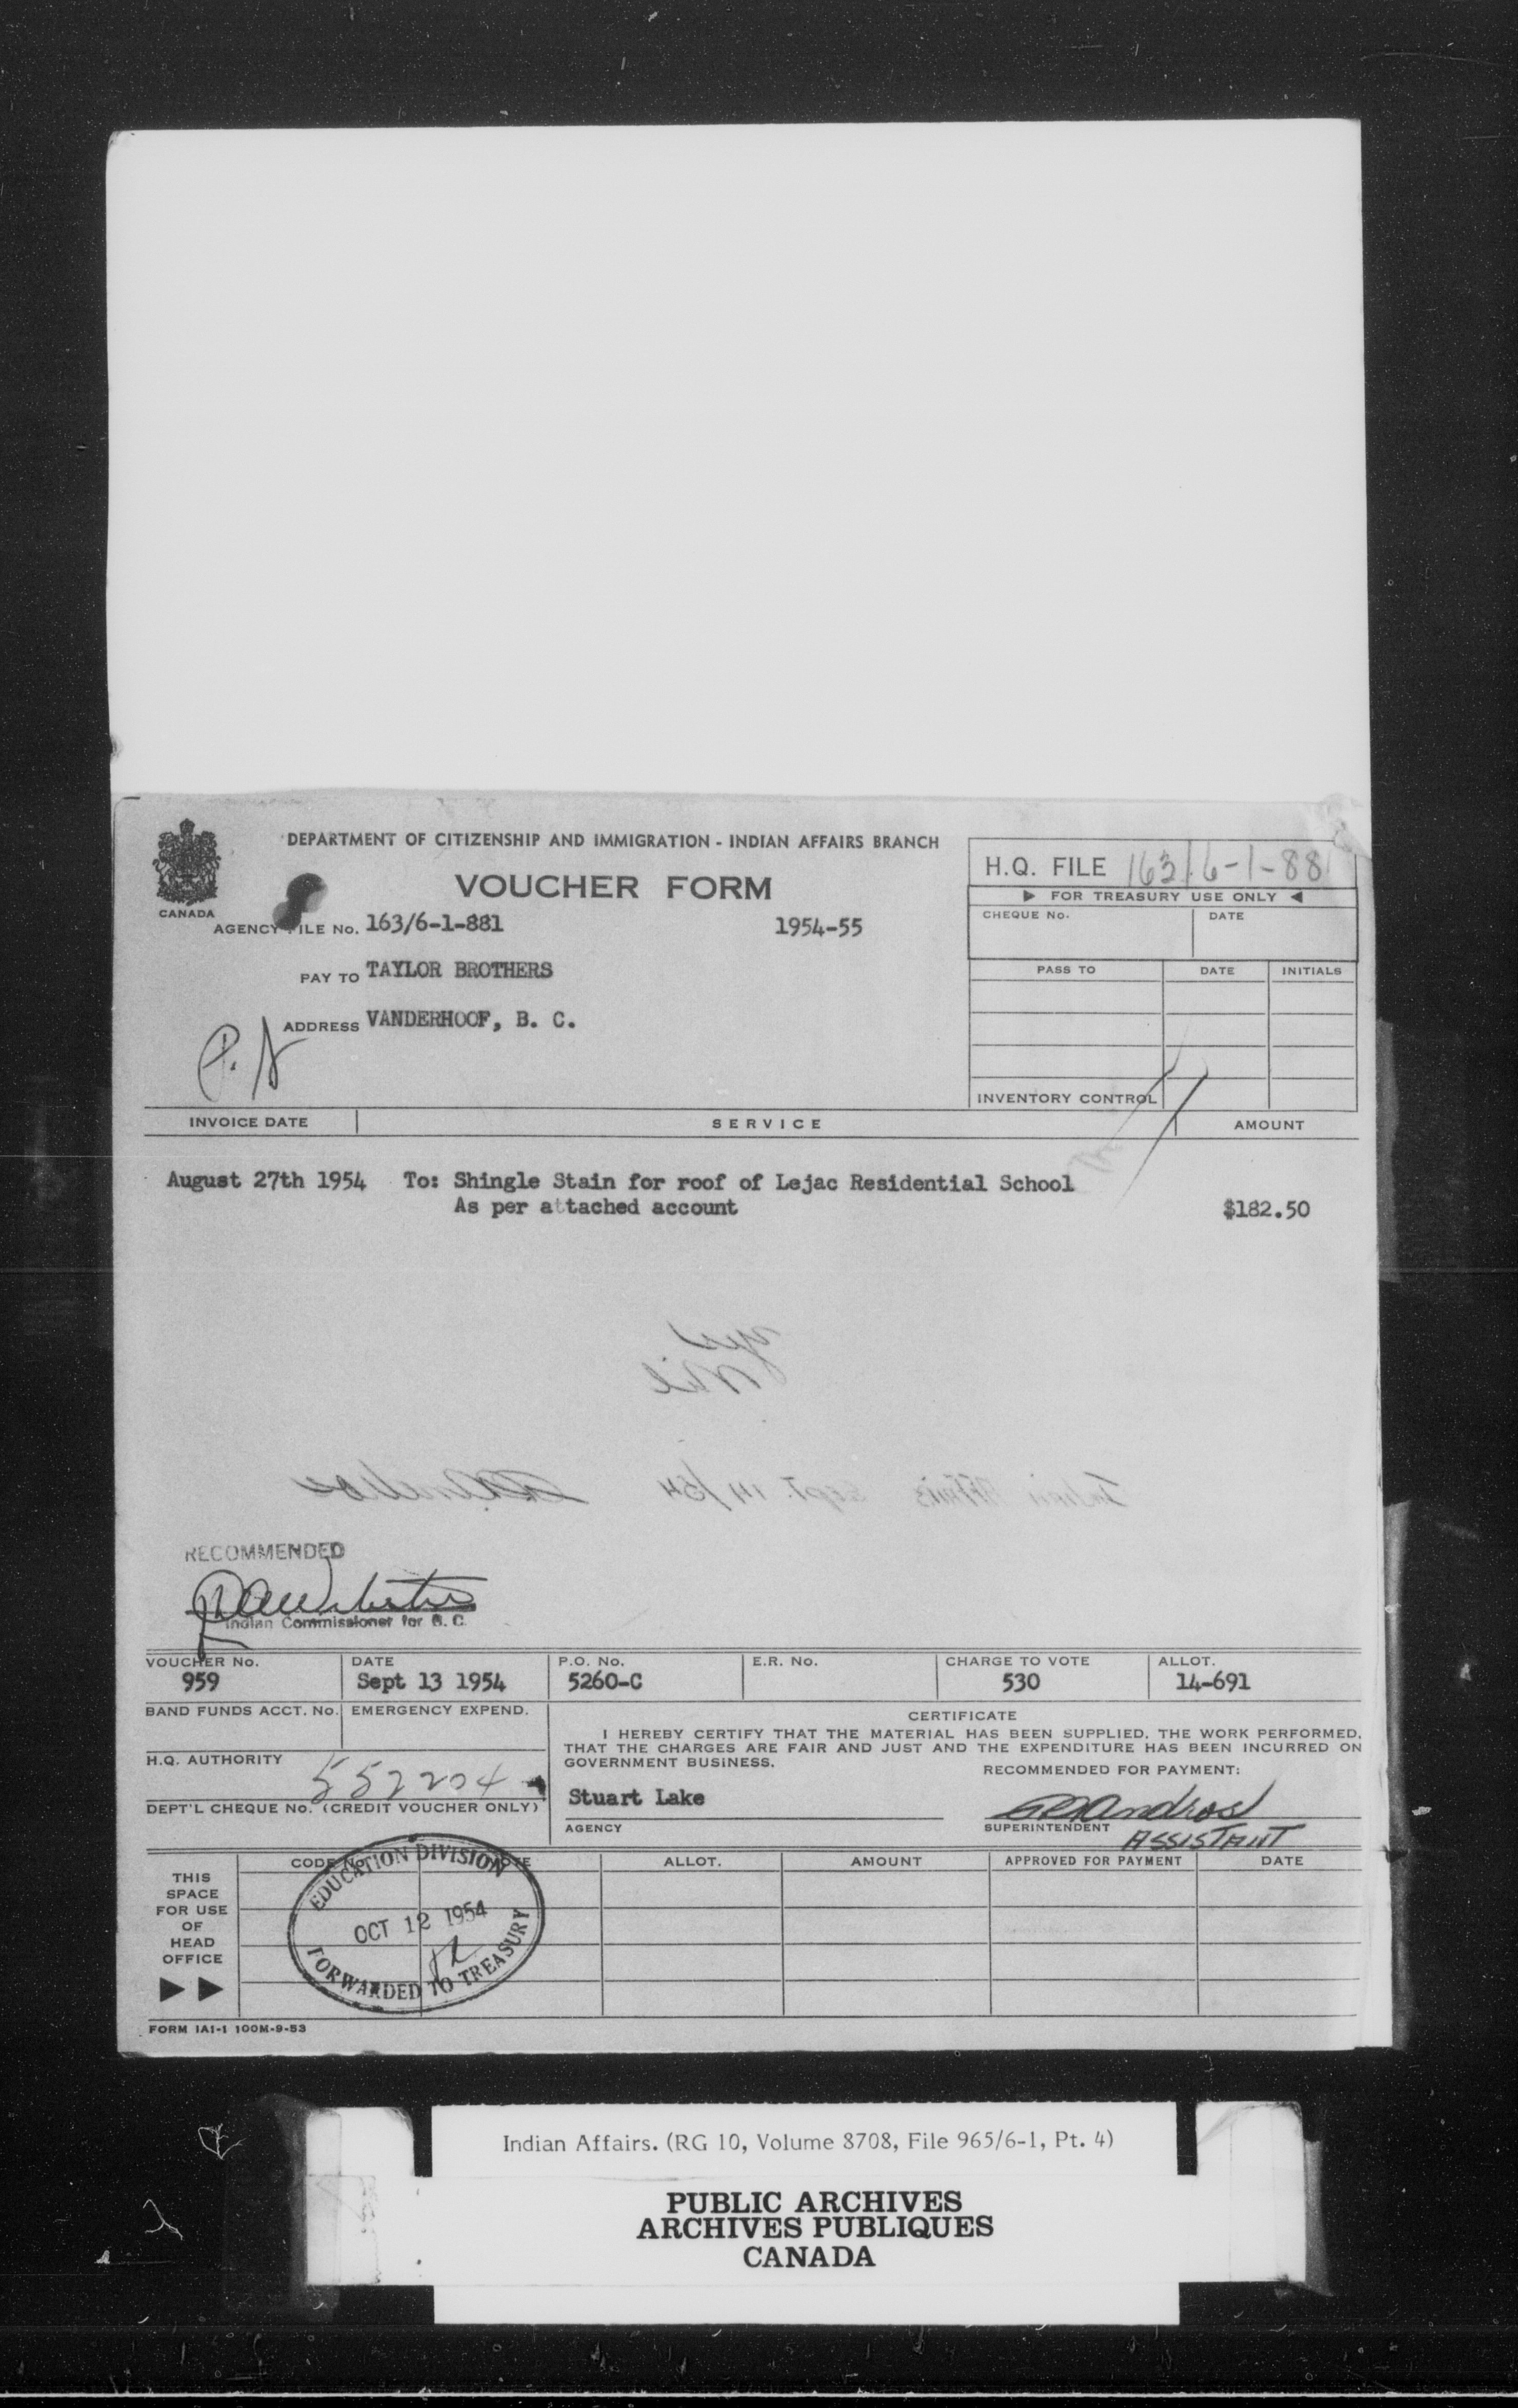 DEPARTMENT OF CITIZENSHIP AND IMMIGRATION - INDIAN AFFAIRS BRANCH
VOUCHER FORM
CANADA
H.Q. FILE 163/6-1-881
FOR TREASURY USE ONLY
CHEQUE No. DATE
AGENCY FILE No. 163/6-1-881 1954-55
PAY TO TAYLOR BROTHERS
PASS TO DATE INITIALS
ADDRESS VANDERHOOF, B. C.
INVENTORY CONTROL
INVOICE DATE SERVICE AMOUNT
August 27th 1954 To: Shingle Stain for roof of Lejac Residential School
As per attached account $182.50
Indian Affairs Sept. 14/54
RECOMMENDED
Indian Commissioner for B. C.
VOUCHER No. DATE P.O. No. E.R. No. CHARGE TO VOTE ALLOT.
959 Sept 13 1954 5260-C 530 14-691
BAND FUNDS ACCT. No. EMERGENCY EXPEND.
CERTIFICATE
I HEREBY CERTIFY THAT THE MATERIAL HAS BEEN SUPPLIED, THE WORK PERFORMED,
THAT THE CHARGES ARE FAIR AND JUST AND THE EXPENDITURE HAS BEEN INCURRED ON
GOVERNMENT BUSINESS.
H.Q. AUTHORITY 552204
RECOMMENDED FOR PAYMENT:
Stuart Lake
DEPT'L CHEQUE No. (CREDIT VOUCHER ONLY)
AGENCY
SUPERINTENDENT ASSISTANT
THIS
SPACE
FOR USE
OF
HEAD
OFFICE
CODE No. VOTE ALLOT. AMOUNT APPROVED FOR PAYMENT DATE
EDUCATION DIVISION
OCT 12 1954
FORWARDED TO TREASURY
FORM IA1-1 100M-9-53
Indian Affairs. (RG 10, Volume 8708, File 965/6-1, Pt. 4)
PUBLIC ARCHIVES
ARCHIVES PUBLIQUES
CANADA